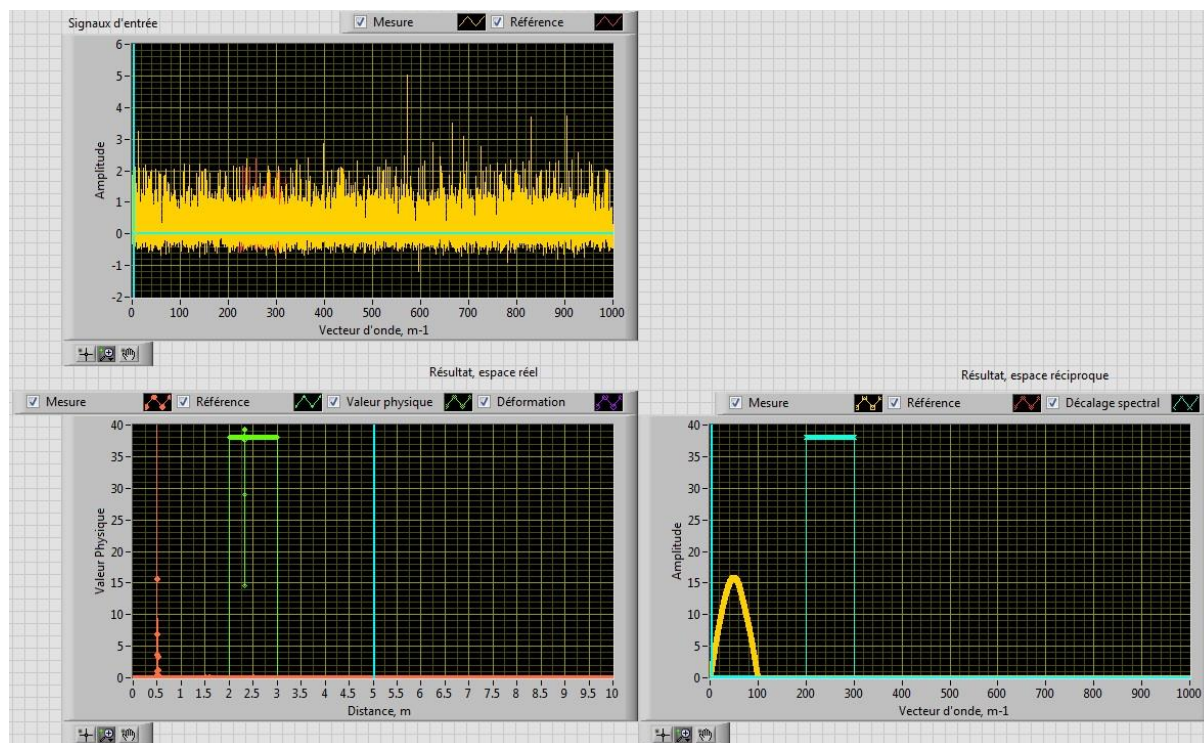 Signaux d'entrée
Mesure
Référence
Amplitude
6
5
4
3
2
1
0
-1
-2
0 100 200 300 400 500 600 700 800 900 1000
Vecteur d'onde, m-1
Résultat, espace réel
Mesure
Référence
Valeur physique
Déformation
Valeur Physique
40
35
30
25
20
15
10
5
0
0 0.5 1 1.5 2 2.5 3 3.5 4 4.5 5 5.5 6 6.5 7 7.5 8 8.5 9 9.5 10
Distance, m
Résultat, espace réciproque
Mesure
Référence
Décalage spectral
Amplitude
40
35
30
25
20
15
10
5
0
0 100 200 300 400 500 600 700 800 900 1000
Vecteur d'onde, m-1